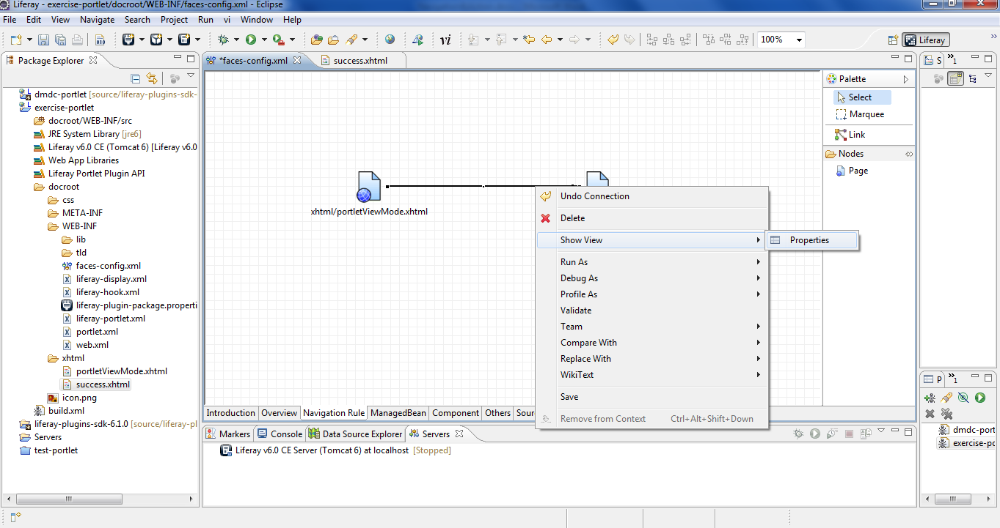 Liferay - exercise-portlet/docroot/WEB-INF/faces-config.xml - Eclipse
File Edit View Navigate Search Project Run vi Window Help
010
vi
100%
Liferay
Package Explorer
*faces-config.xml
success.xhtml
S
1
dmdc-portlet [source/liferay-plugins-sdk-
exercise-portlet
docroot/WEB-INF/src
JRE System Library [jre6]
Liferay v6.0 CE (Tomcat 6) [Liferay v6.0
Web App Libraries
Liferay Portlet Plugin API
docroot
css
META-INF
WEB-INF
lib
tld
faces-config.xml
liferay-display.xml
liferay-hook.xml
liferay-plugin-package.properti
liferay-portlet.xml
portlet.xml
web.xml
xhtml
portletViewMode.xhtml
success.xhtml
icon.png
build.xml
liferay-plugins-sdk-6.1.0 [source/liferay-pl
Servers
test-portlet
xhtml/portletViewMode.xhtml
Undo Connection
Delete
Show View
Properties
Run As
Debug As
Profile As
Validate
Team
Compare With
Replace With
WikiText
Save
Remove from Context Ctrl+Alt+Shift+Down
Palette
Select
Marquee
Link
Nodes
Page
Introduction Overview Navigation Rule ManagedBean Component Others Sour
Markers Console Data Source Explorer Servers
Liferay v6.0 CE Server (Tomcat 6) at localhost [Stopped]
P
1
dmdc-port
exercise-po